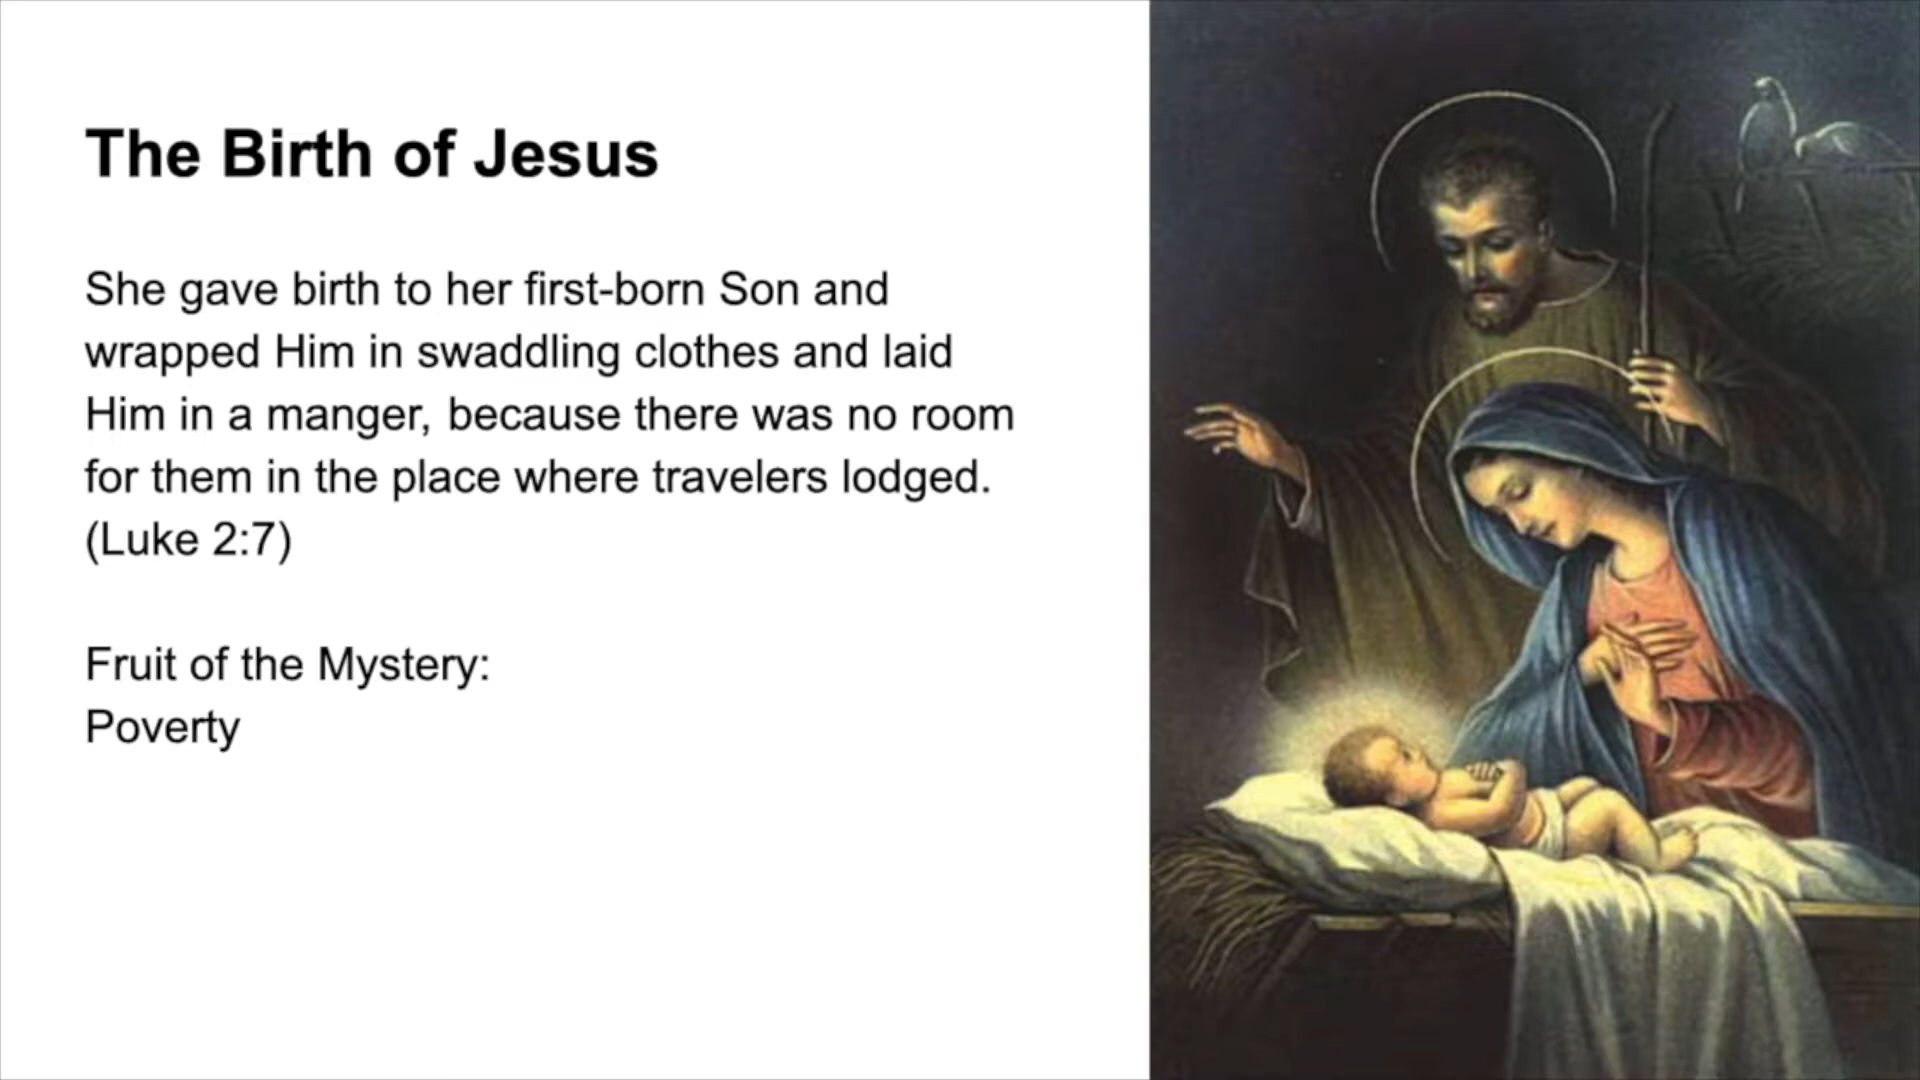 The Birth of Jesus
She gave birth to her first-born Son and
wrapped Him in swaddling clothes and laid
Him in a manger, because there was no room
for them in the place where travelers lodged.
(Luke 2:7)
Fruit of the Mystery:
Poverty